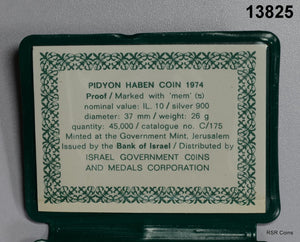 13825
PIDYON HABEN COIN 1974
Proof / Marked with 'mem' (מ)
nominal value: IL. 10 / silver 900
diameter: 37 mm / weight: 26 g
quantity: 45,000 / catalogue no. C/175
Minted at the Government Mint, Jerusalem
Issued by the Bank of Israel / Distributed by
ISRAEL GOVERNMENT COINS
AND MEDALS CORPORATION
R&R Coins